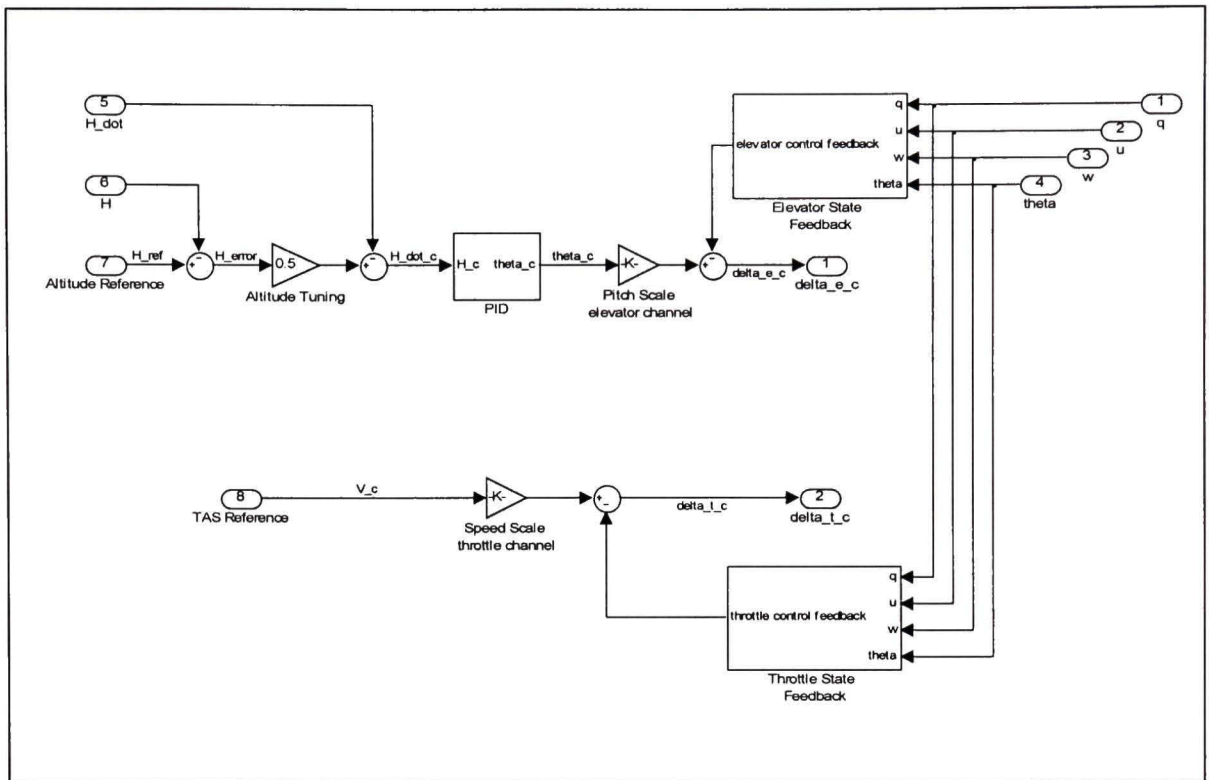 5
H_dot
6
H
7
Altitude Reference
H_ref
+
-
H_error
0.5
Altitude Tuning
+
-
H_dot_c
H_c
theta_c
PID
theta_c
-K-
Pitch Scale
elevator channel
+
-
delta_e_c
1
delta_e_c
q
u
w
theta
elevator control feedback
Elevator State
Feedback
1
q
2
u
3
w
4
theta
8
TAS Reference
V_c
-K-
Speed Scale
throttle channel
+
-
delta_t_c
2
delta_t_c
q
u
w
theta
throttle control feedback
Throttle State
Feedback